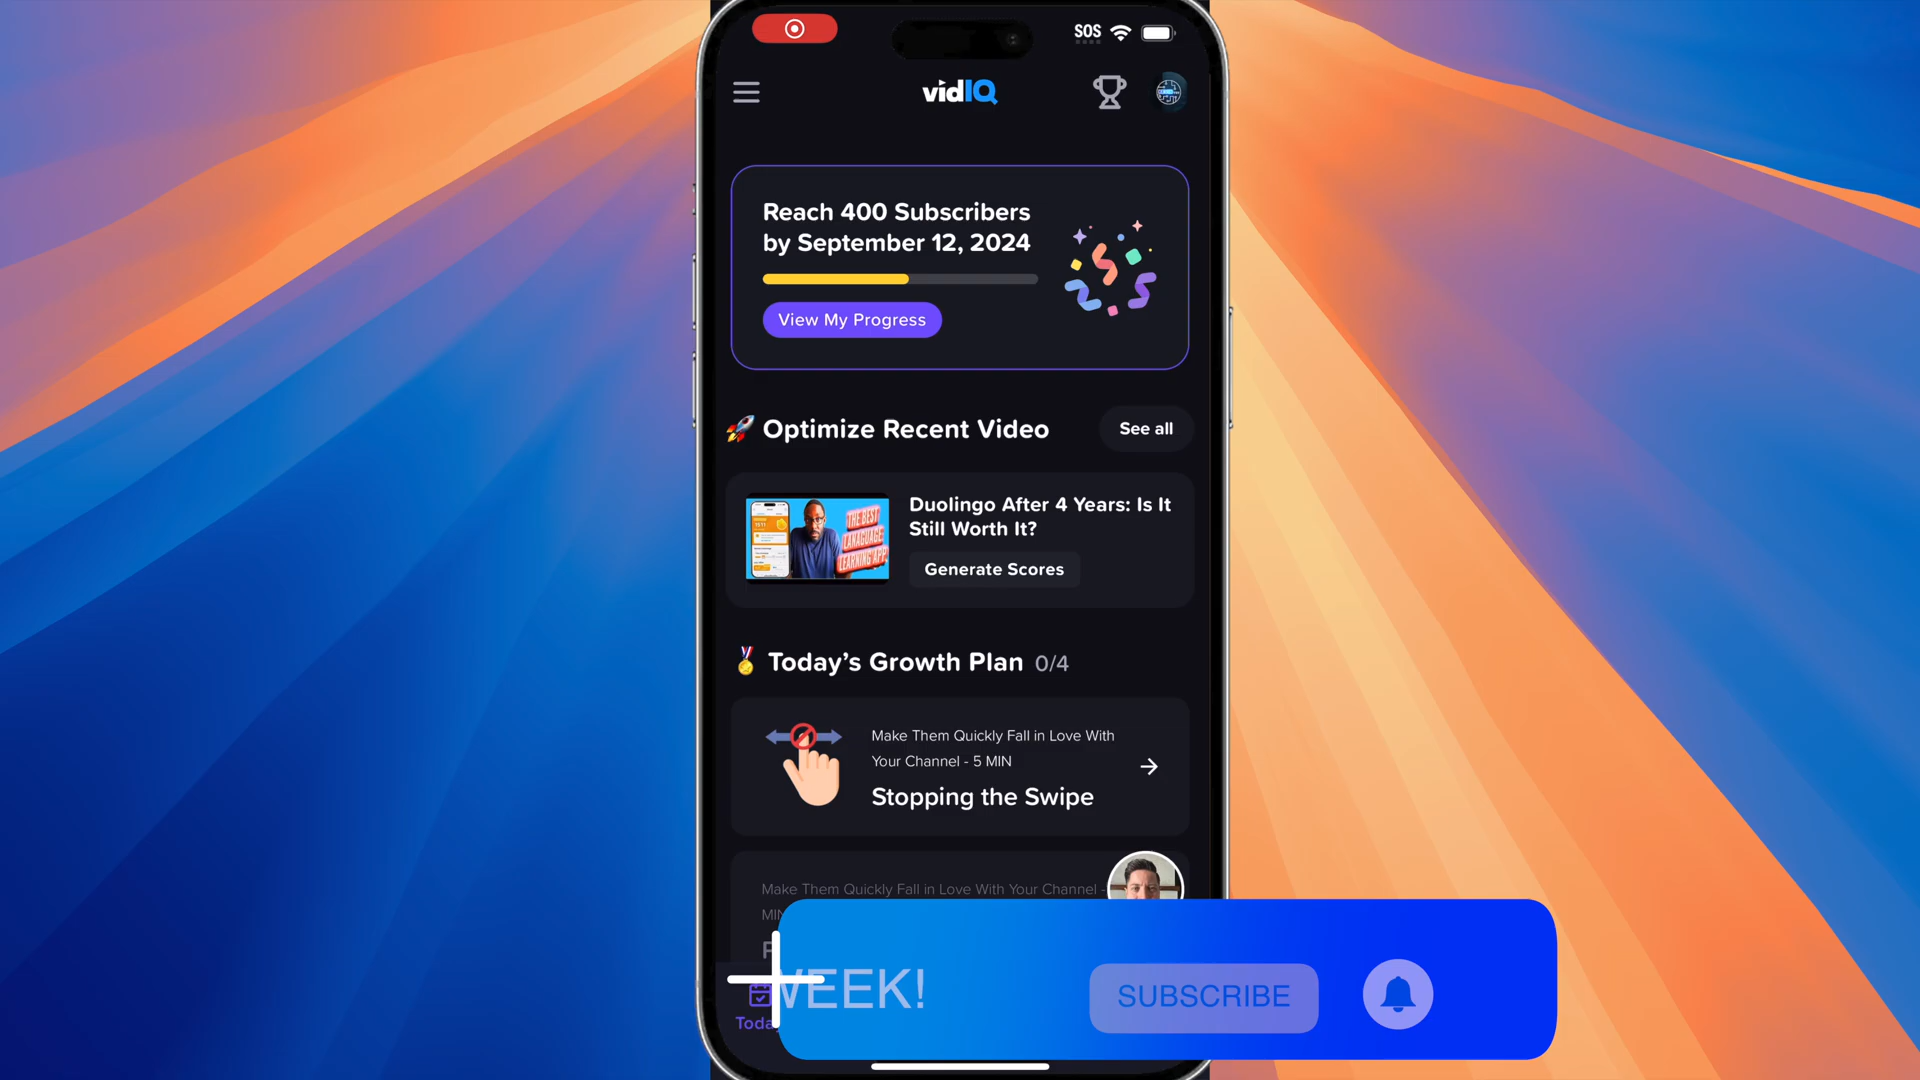 SOS
vidIQ
Reach 400 Subscribers
by September 12, 2024
View My Progress
Optimize Recent Video
See all
THE BEST
LANAGUAGE
LEARNING APP
Duolingo After 4 Years: Is It
Still Worth It?
Generate Scores
Today's Growth Plan 0/4
Make Them Quickly Fall in Love With
Your Channel - 5 MIN
Stopping the Swipe
Make Them Quickly Fall in Love With Your Channel -
WEEK!
SUBSCRIBE